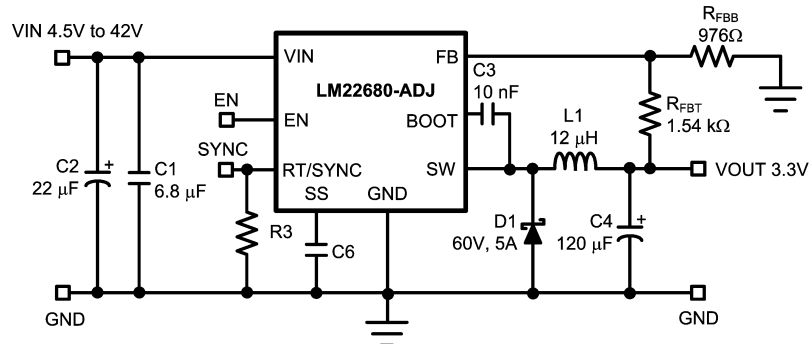 VIN 4.5V to 42V
VIN
FB
R_FBB
976Ω
LM22680-ADJ
C3
10 nF
EN
EN
BOOT
L1
12 μH
R_FBT
1.54 kΩ
SYNC
RT/SYNC
SW
VOUT 3.3V
C2
22 μF
+
C1
6.8 μF
SS
GND
R3
C6
D1
60V, 5A
C4
120 μF
+
GND
GND